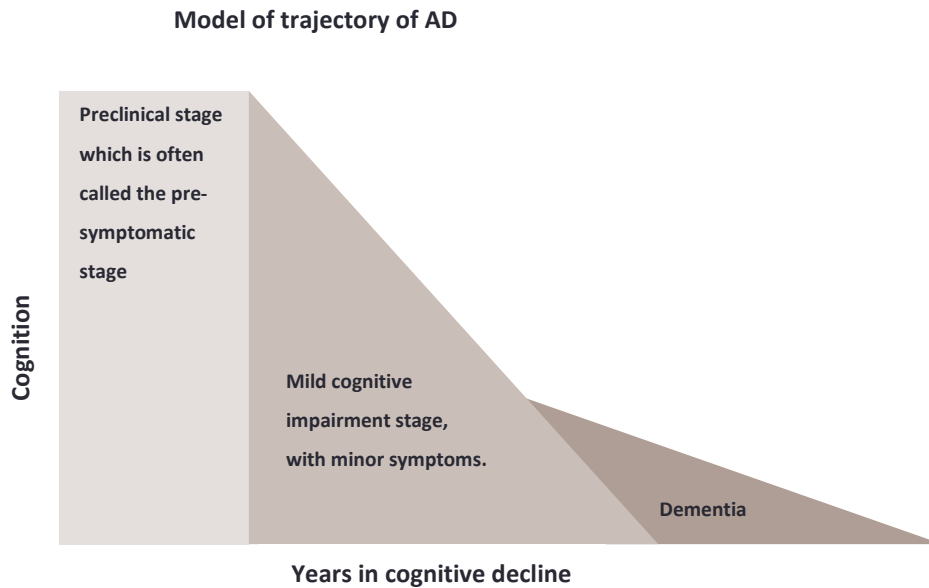 Model of trajectory of AD
Preclinical stage
which is often
called the pre-
symptomatic
stage
Cognition
Mild cognitive
impairment stage,
with minor symptoms.
Dementia
Years in cognitive decline